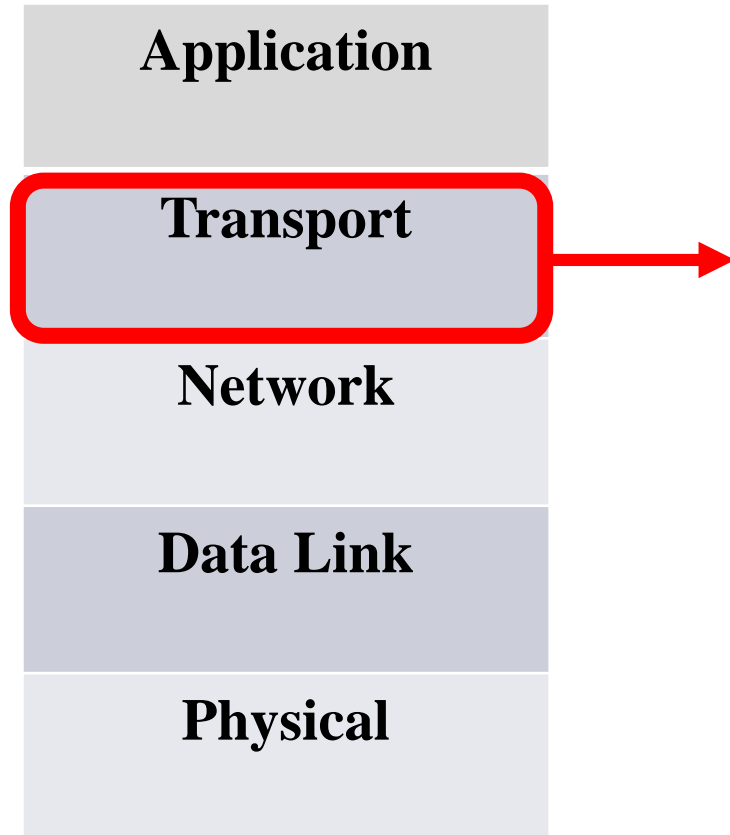 Application
Transport
Network
Data Link
Physical